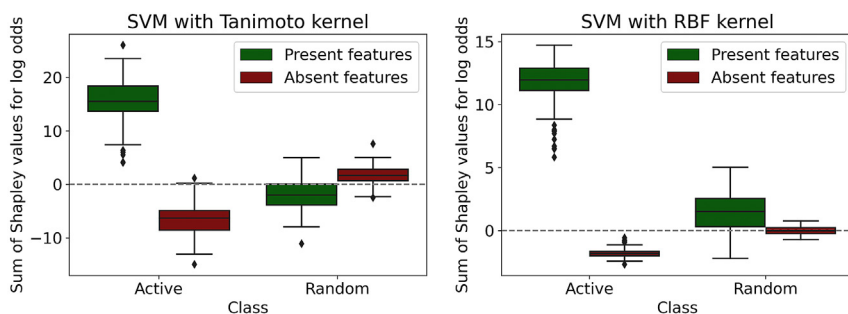 SVM with Tanimoto kernel
Sum of Shapley values for log odds
20
10
0
−10
Present features
Absent features
Active
Random
Class
SVM with RBF kernel
Sum of Shapley values for log odds
15
10
5
0
Present features
Absent features
Active
Random
Class